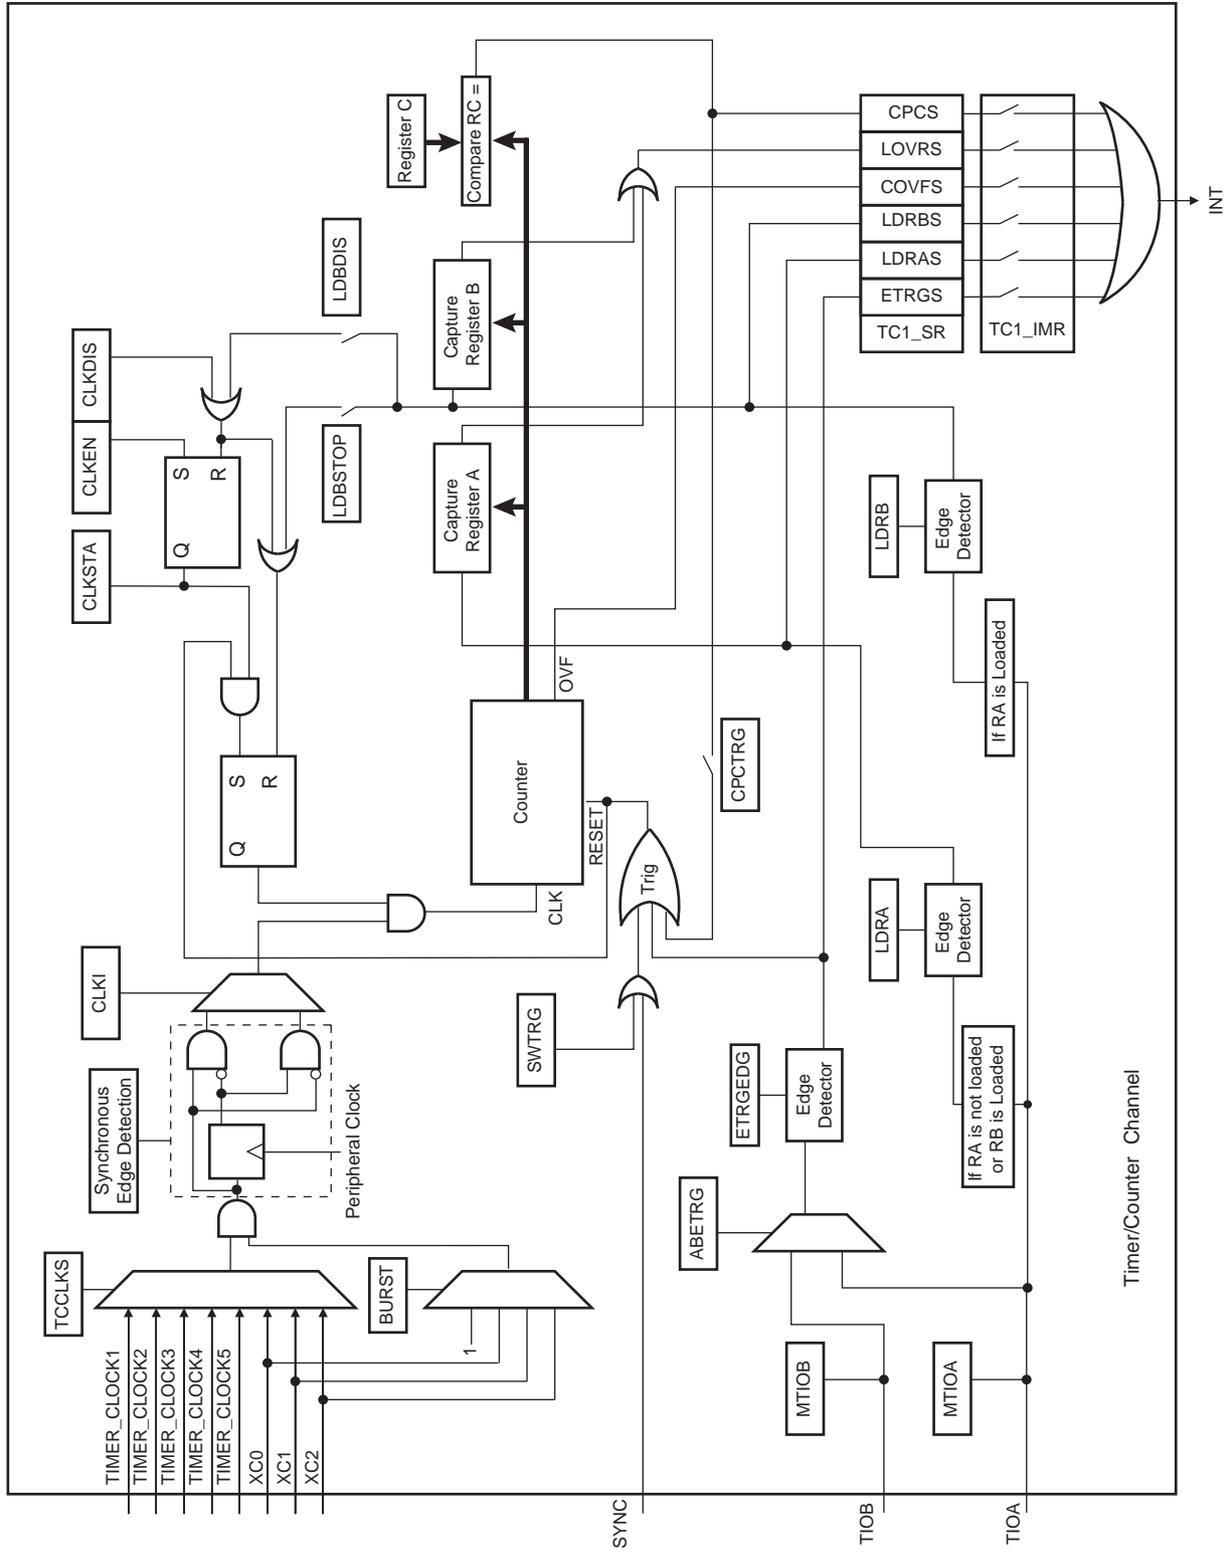 TCCLKS
TIMER_CLOCK1
TIMER_CLOCK2
TIMER_CLOCK3
TIMER_CLOCK4
TIMER_CLOCK5
XC0
XC1
XC2
Synchronous
Edge Detection
CLKI
CLKSTA
CLKEN
CLKDIS
Q
S
R
Q
S
R
BURST
1
Peripheral Clock
LDBSTOP
LDBDIS
Register C
Capture
Register A
Capture
Register B
Compare RC =
Counter
CLK
OVF
RESET
SWTRG
Trig
CPCTRG
SYNC
ABETRG
ETRGEDG
Edge
Detector
MTIOB
TIOB
MTIOA
TIOA
LDRA
Edge
Detector
If RA is not loaded
or RB is Loaded
LDRB
Edge
Detector
If RA is Loaded
TC1_SR
ETRGS
LDRAS
LDRBS
COVFS
LOVRS
CPCS
TC1_IMR
INT
Timer/Counter Channel